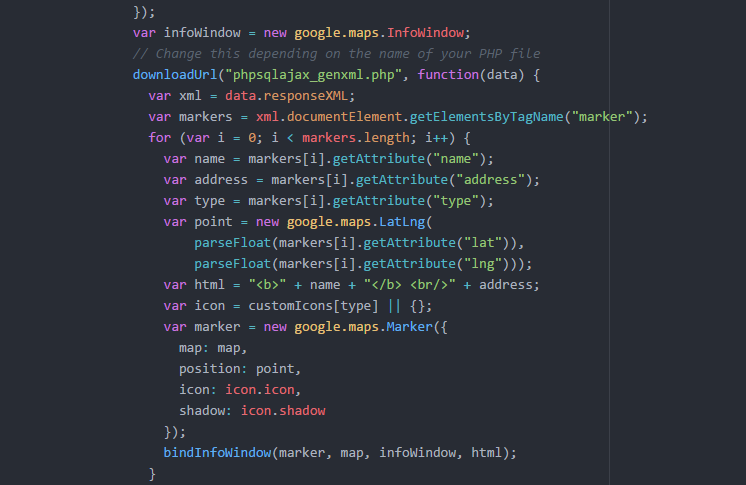 });
var infoWindow = new google.maps.InfoWindow;
// Change this depending on the name of your PHP file
downloadUrl("phpsqlajax_genxml.php", function(data) {
var xml = data.responseXML;
var markers = xml.documentElement.getElementsByTagName("marker");
for (var i = 0; i < markers.length; i++) {
var name = markers[i].getAttribute("name");
var address = markers[i].getAttribute("address");
var type = markers[i].getAttribute("type");
var point = new google.maps.LatLng(
parseFloat(markers[i].getAttribute("lat")),
parseFloat(markers[i].getAttribute("lng")));
var html = "<b>" + name + "</b> <br/>" + address;
var icon = customIcons[type] || {};
var marker = new google.maps.Marker({
map: map,
position: point,
icon: icon.icon,
shadow: icon.shadow
});
bindInfoWindow(marker, map, infoWindow, html);
}